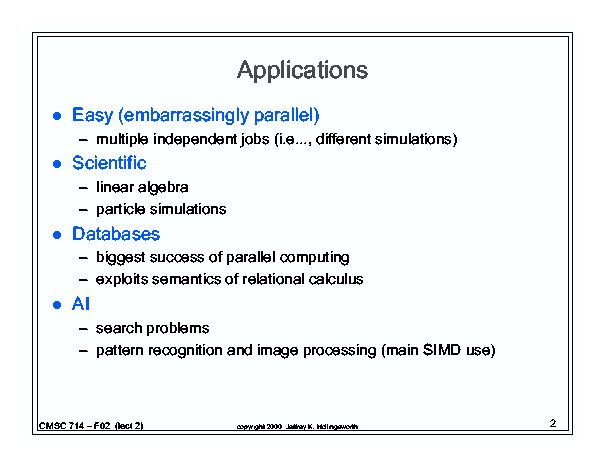 Applications
● Easy (embarrassingly parallel)
– multiple independent jobs (i.e..., different simulations)
● Scientific
– linear algebra
– particle simulations
● Databases
– biggest success of parallel computing
– exploits semantics of relational calculus
● AI
– search problems
– pattern recognition and image processing (main SIMD use)
CMSC 714 – F02 (lect 2)
copyright 2000 Jeffrey K. Hollingsworth
2